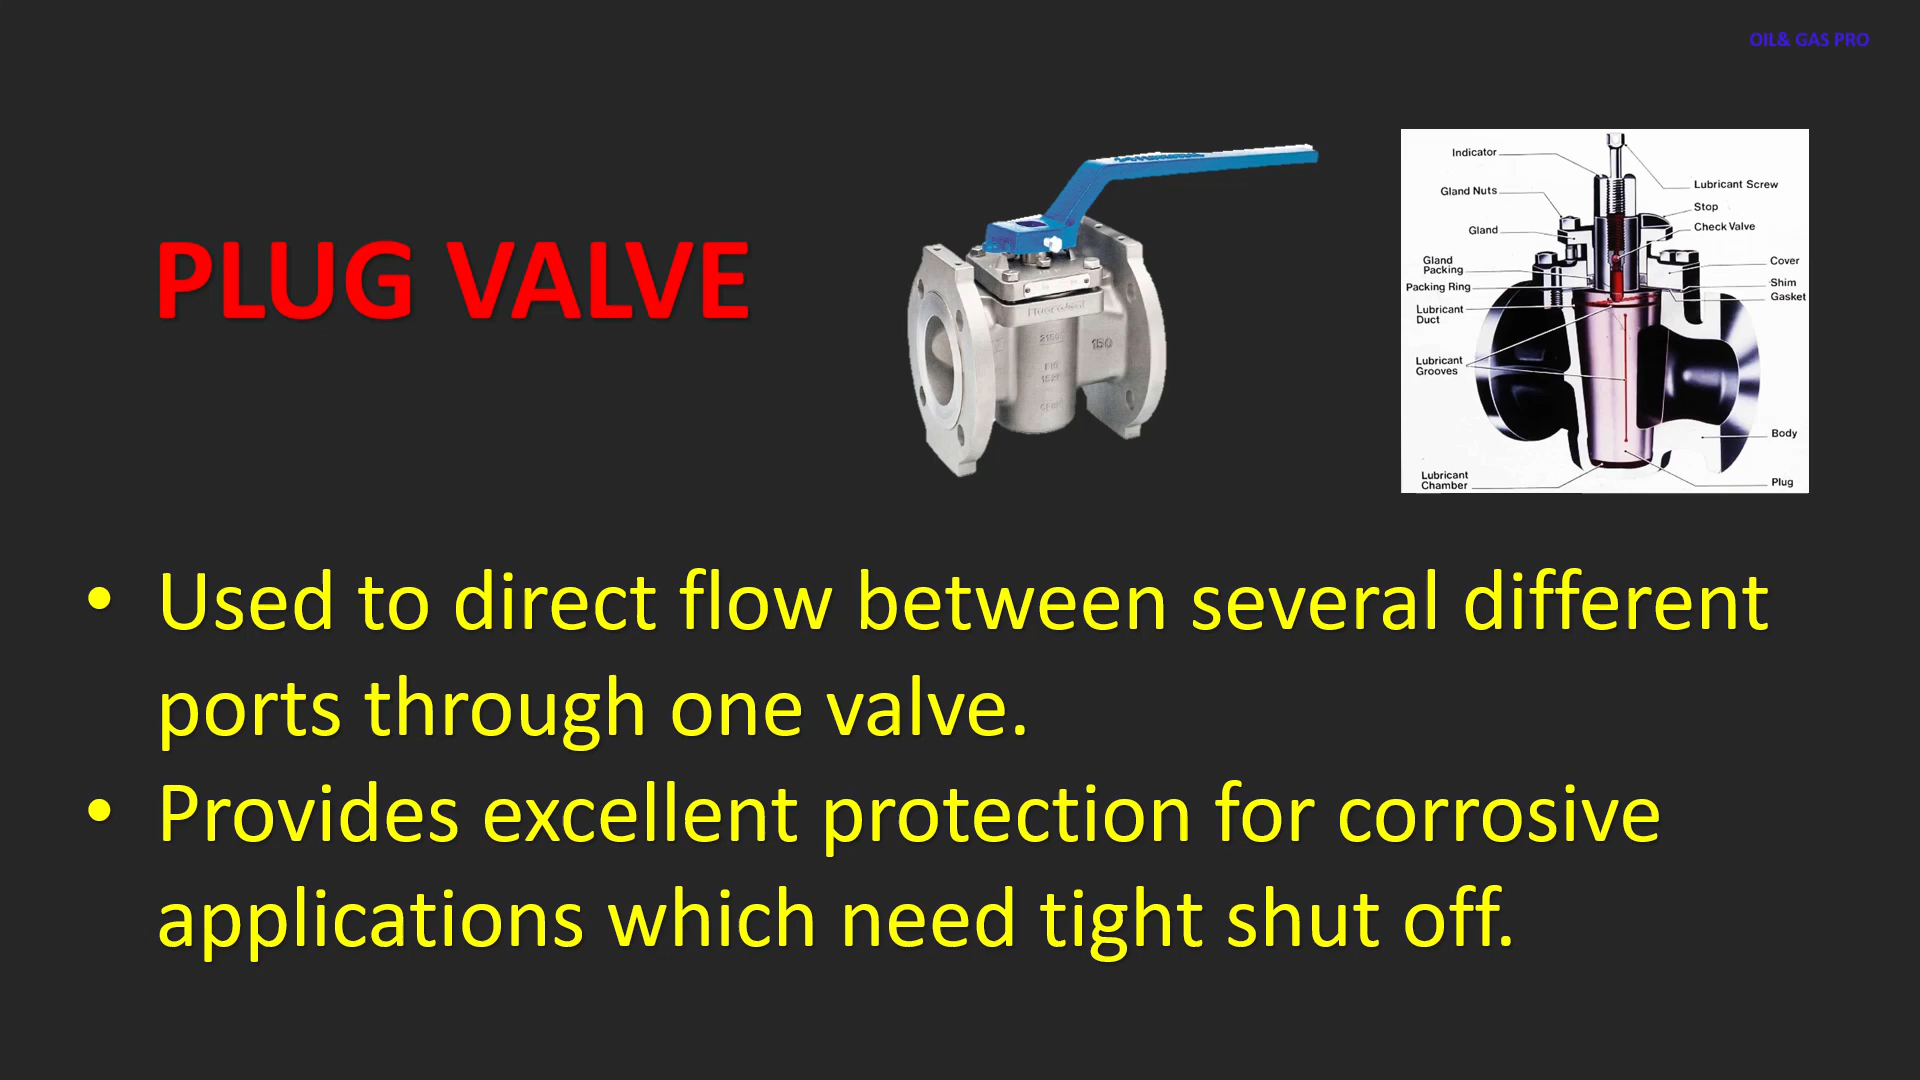 OIL& GAS PRO
PLUG VALVE
2150
150
Indicator
Gland Nuts
Gland
Gland
Packing
Packing Ring
Lubricant
Duct
Lubricant
Grooves
Lubricant
Chamber
Lubricant Screw
Stop
Check Valve
Cover
Shim
Gasket
Body
Plug
• Used to direct flow between several different
ports through one valve.
• Provides excellent protection for corrosive
applications which need tight shut off.